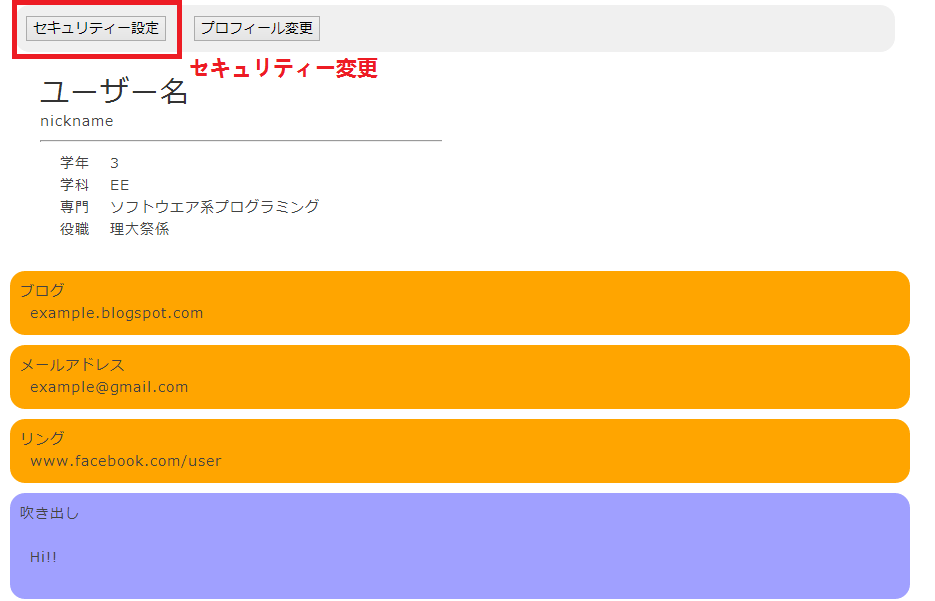 セキュリティー設定 プロフィール変更
セキュリティー変更
ユーザー名
nickname
学年 3
学科 EE
専門 ソフトウエア系プログラミング
役職 理大祭係
ブログ
example.blogspot.com
メールアドレス
example@gmail.com
リング
www.facebook.com/user
吹き出し
Hi!!